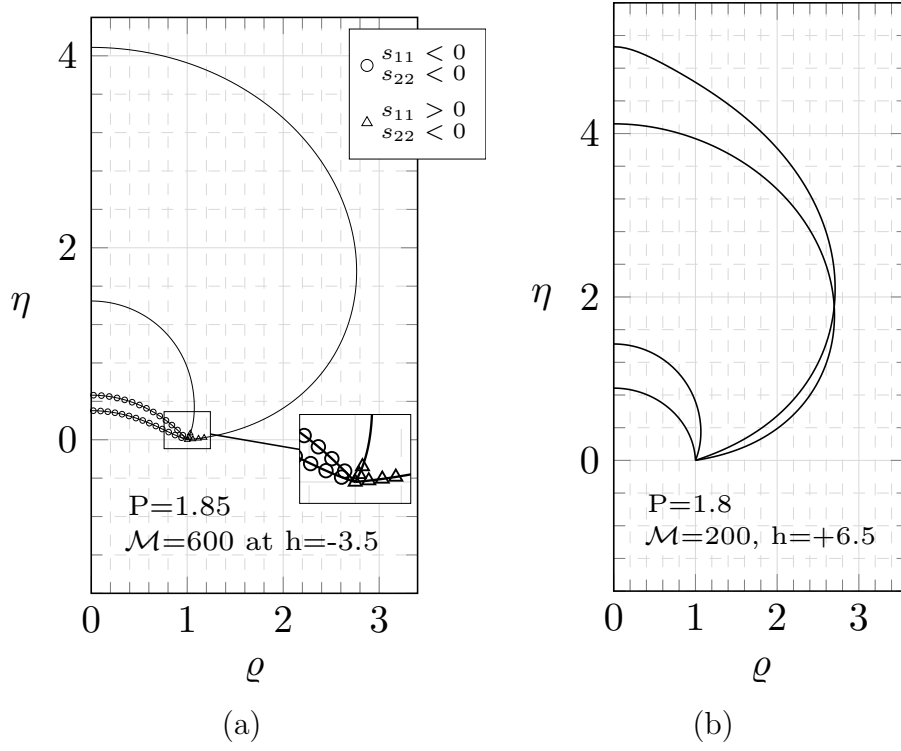 s₁₁ < 0
s₂₂ < 0
s₁₁ > 0
s₂₂ < 0
4
2
0
η
P=1.85
ℳ=600 at h=-3.5
0 1 2 3
ϱ
(a)
4
2
0
η
P=1.8
ℳ=200, h=+6.5
0 1 2 3
ϱ
(b)